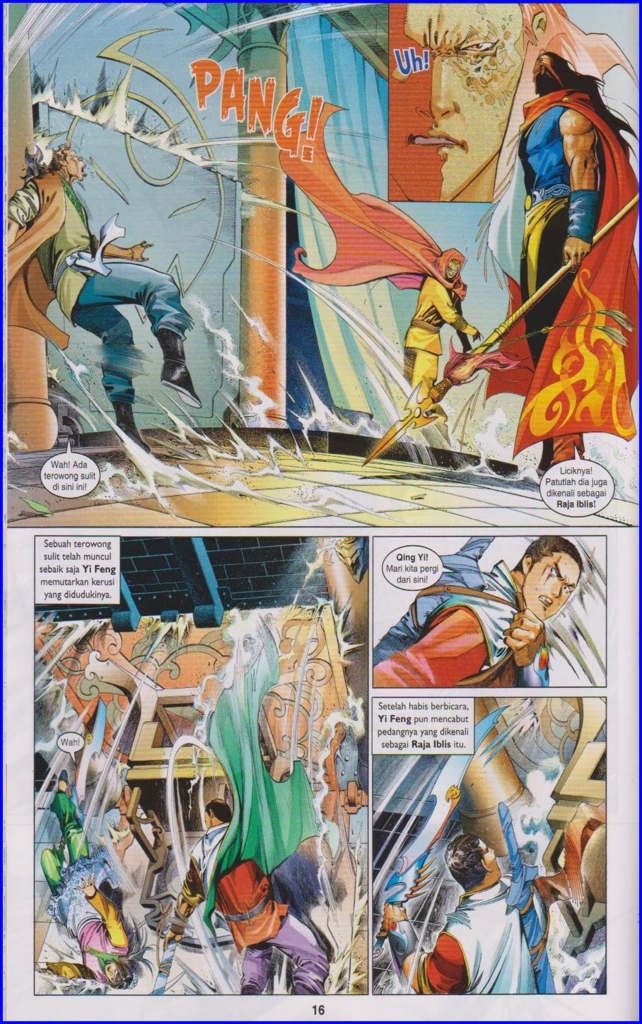 PANG!
Uh!
Wah! Ada
terowong sulit
di sini ini!
Liciknya!
Patutlah dia juga
dikenali sebagai
Raja Iblis!
Sebuah terowong
sulit telah muncul
sebaik saja Yi Feng
memutarkan kerusi
yang didudukinya.
Wah!
Qing Yi!
Mari kita pergi
dari sini!
Setelah habis berbicara,
Yi Feng pun mencabut
pedangnya yang dikenali
sebagai Raja Iblis itu.
16